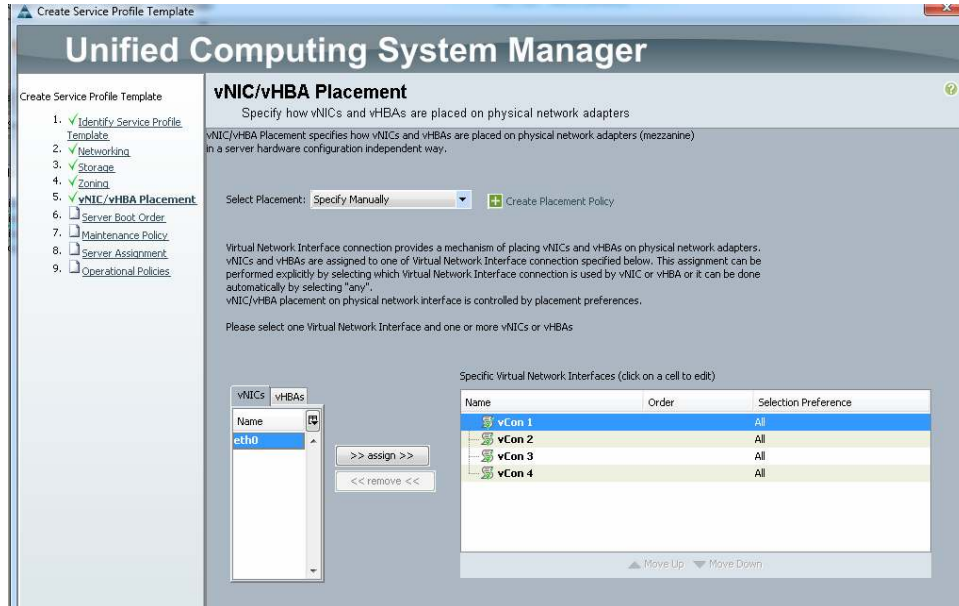 Create Service Profile Template
Unified Computing System Manager
Create Service Profile Template
1. Identify Service Profile
Template
2. Networking
3. Storage
4. Zoning
5. vNIC/vHBA Placement
6. Server Boot Order
7. Maintenance Policy
8. Server Assignment
9. Operational Policies
vNIC/vHBA Placement
Specify how vNICs and vHBAs are placed on physical network adapters
vNIC/vHBA Placement specifies how vNICs and vHBAs are placed on physical network adapters (mezzanine)
in a server hardware configuration independent way.
Select Placement: Specify Manually
Create Placement Policy
Virtual Network Interface connection provides a mechanism of placing vNICs and vHBAs on physical network adapters.
vNICs and vHBAs are assigned to one of Virtual Network Interface connection specified below. This assignment can be
performed explicitly by selecting which Virtual Network Interface connection is used by vNIC or vHBA or it can be done
automatically by selecting "any".
vNIC/vHBA placement on physical network interface is controlled by placement preferences.
Please select one Virtual Network Interface and one or more vNICs or vHBAs
vNICs vHBAs
Name
eth0
>> assign >>
<< remove <<
Specific Virtual Network Interfaces (click on a cell to edit)
Name Order Selection Preference
vCon 1 All
vCon 2 All
vCon 3 All
vCon 4 All
Move Up Move Down